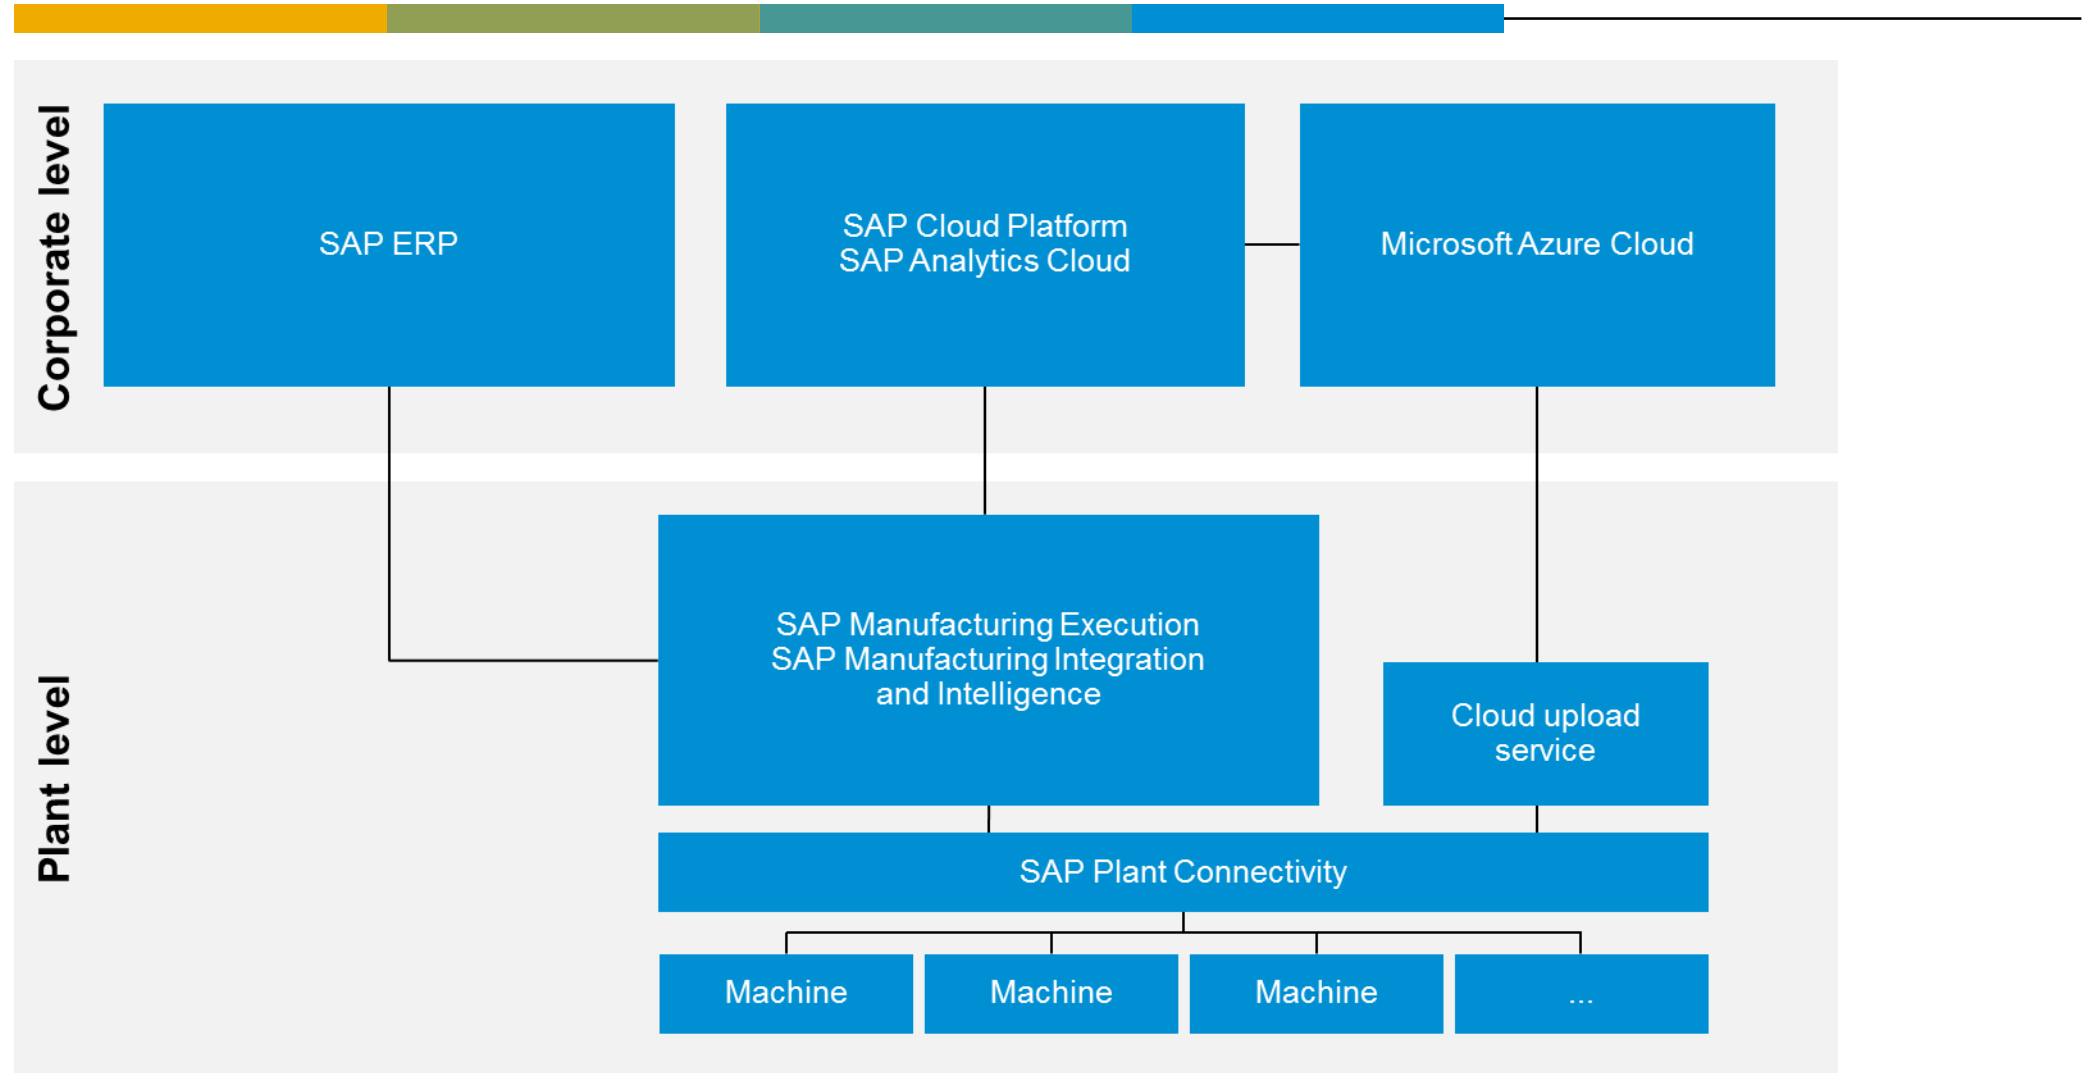 Corporate level
SAP ERP
SAP Cloud Platform
SAP Analytics Cloud
Microsoft Azure Cloud
Plant level
SAP Manufacturing Execution
SAP Manufacturing Integration
and Intelligence
Cloud upload
service
SAP Plant Connectivity
Machine
Machine
Machine
...